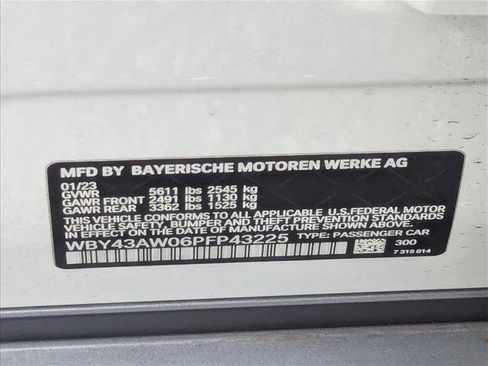 MFD BY BAYERISCHE MOTOREN WERKE AG
01/23
GVWR 5611 lbs 2545 kg
GAWR FRONT 2491 lbs 1130 kg
GAWR REAR 3362 lbs 1525 kg
THIS VEHICLE CONFORMS TO ALL APPLICABLE U.S.FEDERAL MOTOR
VEHICLE SAFETY, BUMPER AND THEFT PREVENTION STANDARDS IN
EFFECT ON THE DATE OF MANUFACTURE SHOWN ABOVE.
WBY43AW06PFP43225 TYPE: PASSENGER CAR
300
7 315 814